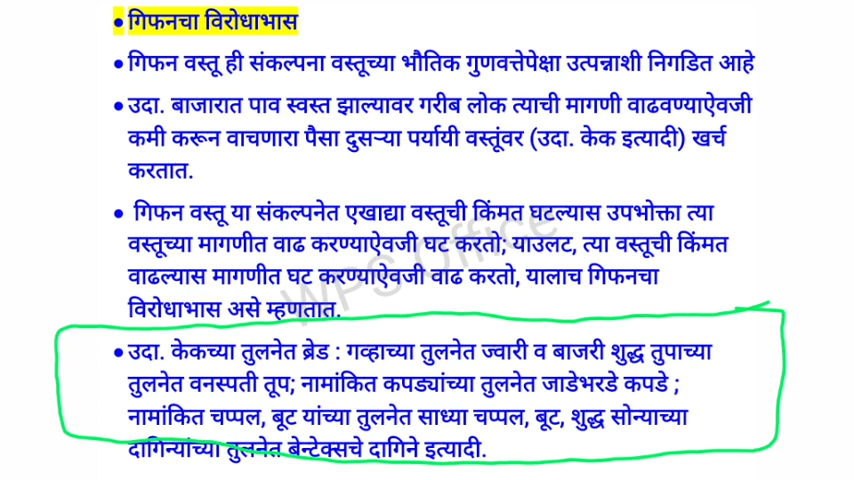 • गिफनचा विरोधाभास
• गिफन वस्तू ही संकल्पना वस्तूच्या भौतिक गुणवत्तेपेक्षा उत्पन्नाशी निगडित आहे
• उदा. बाजारात पाव स्वस्त झाल्यावर गरीब लोक त्याची मागणी वाढवण्याऐवजी
कमी करून वाचणारा पैसा दुसऱ्या पर्यायी वस्तूंवर (उदा. केक इत्यादी) खर्च
करतात.
• गिफन वस्तू या संकल्पनेत एखाद्या वस्तूची किंमत घटल्यास उपभोक्ता त्या
वस्तूच्या मागणीत वाढ करण्याऐवजी घट करतो; याउलट, त्या वस्तूची किंमत
वाढल्यास मागणीत घट करण्याऐवजी वाढ करतो, यालाच गिफनचा
विरोधाभास असे म्हणतात.
• उदा. केकच्या तुलनेत ब्रेड : गव्हाच्या तुलनेत ज्वारी व बाजरी शुद्ध तुपाच्या
तुलनेत वनस्पती तूप; नामांकित कपड्यांच्या तुलनेत जाडेभरडे कपडे ;
नामांकित चप्पल, बूट यांच्या तुलनेत साध्या चप्पल, बूट, शुद्ध सोन्याच्या
दागिन्यांच्या तुलनेत बेन्टेक्सचे दागिने इत्यादी.
WPS Office